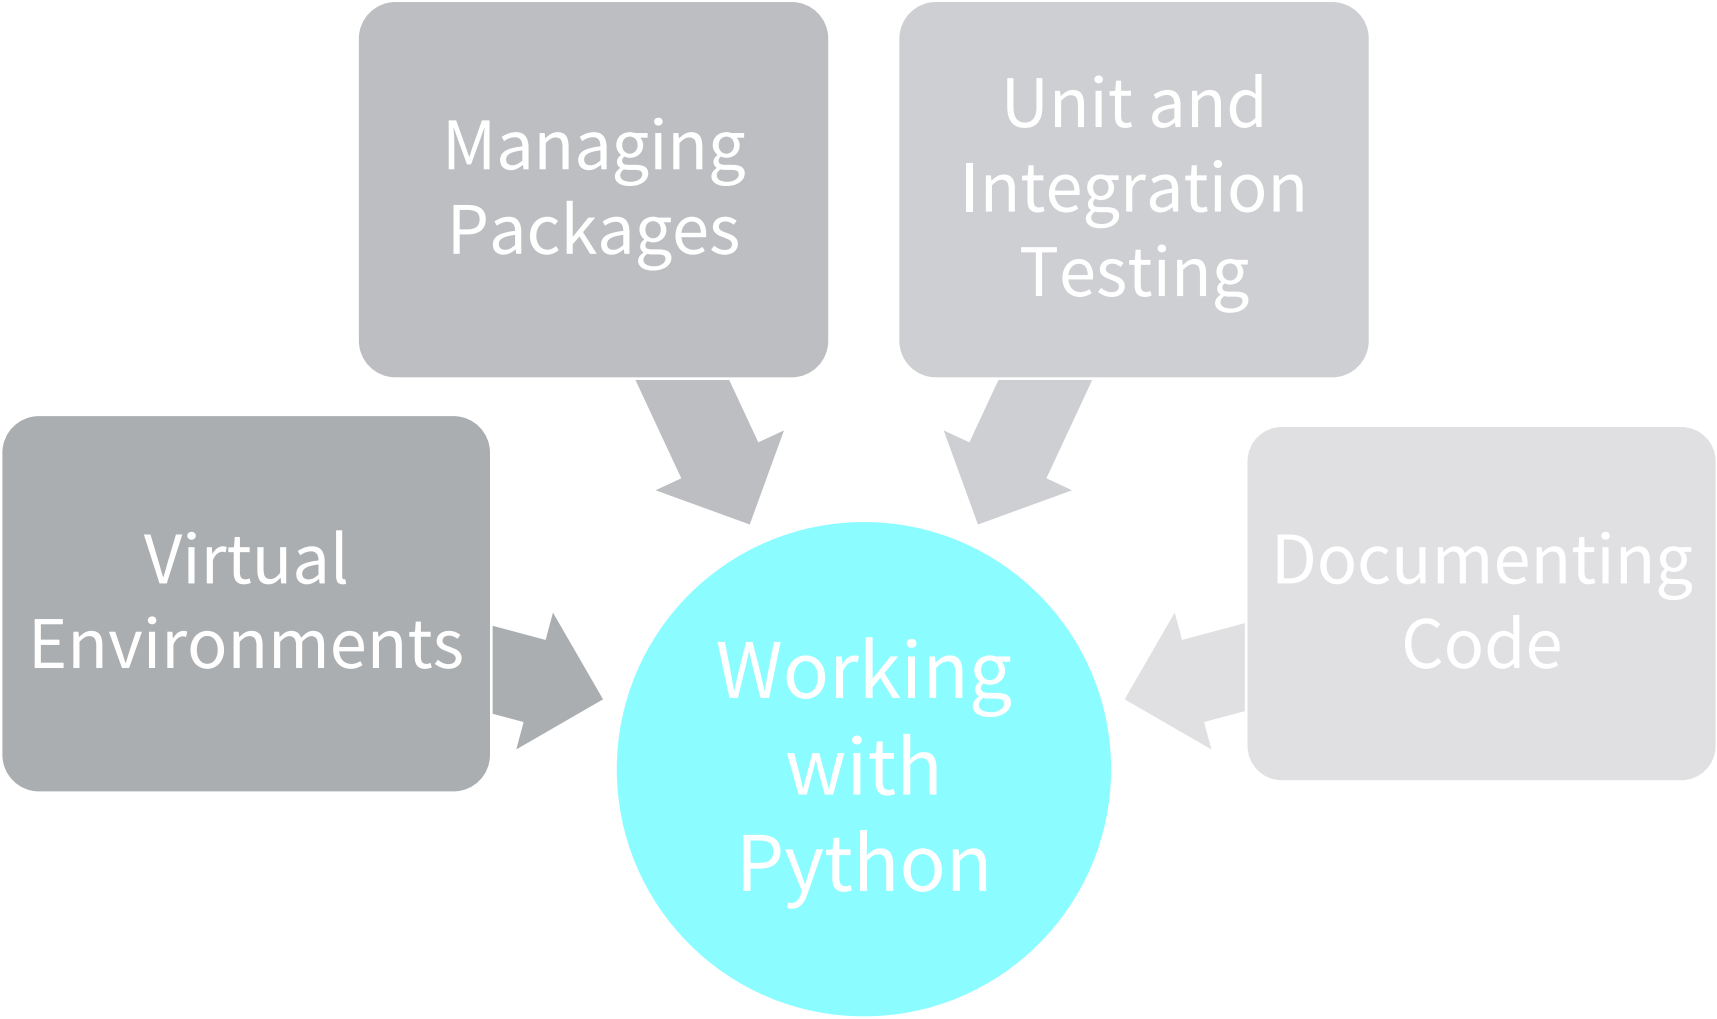 Managing
Packages
Unit and
Integration
Testing
Virtual
Environments
Documenting
Code
Working
with
Python